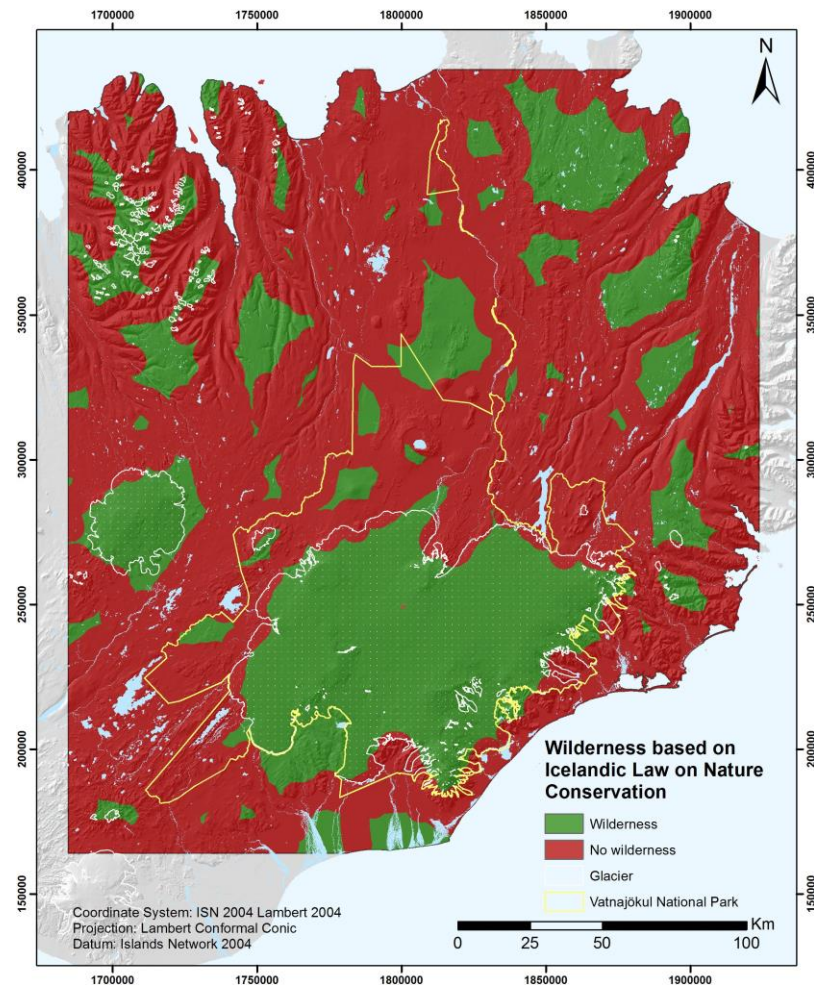 1700000 1750000 1800000 1850000 1900000
N
400000 400000
350000 350000
300000 300000
250000 250000
200000 200000
150000 150000
Wilderness based on
Icelandic Law on Nature
Conservation
Wilderness
No wilderness
Glacier
Vatnajökul National Park
Coordinate System: ISN 2004 Lambert 2004
Projection: Lambert Conformal Conic
Datum: Islands Network 2004
Km
0 25 50 100
1700000 1750000 1800000 1850000 1900000